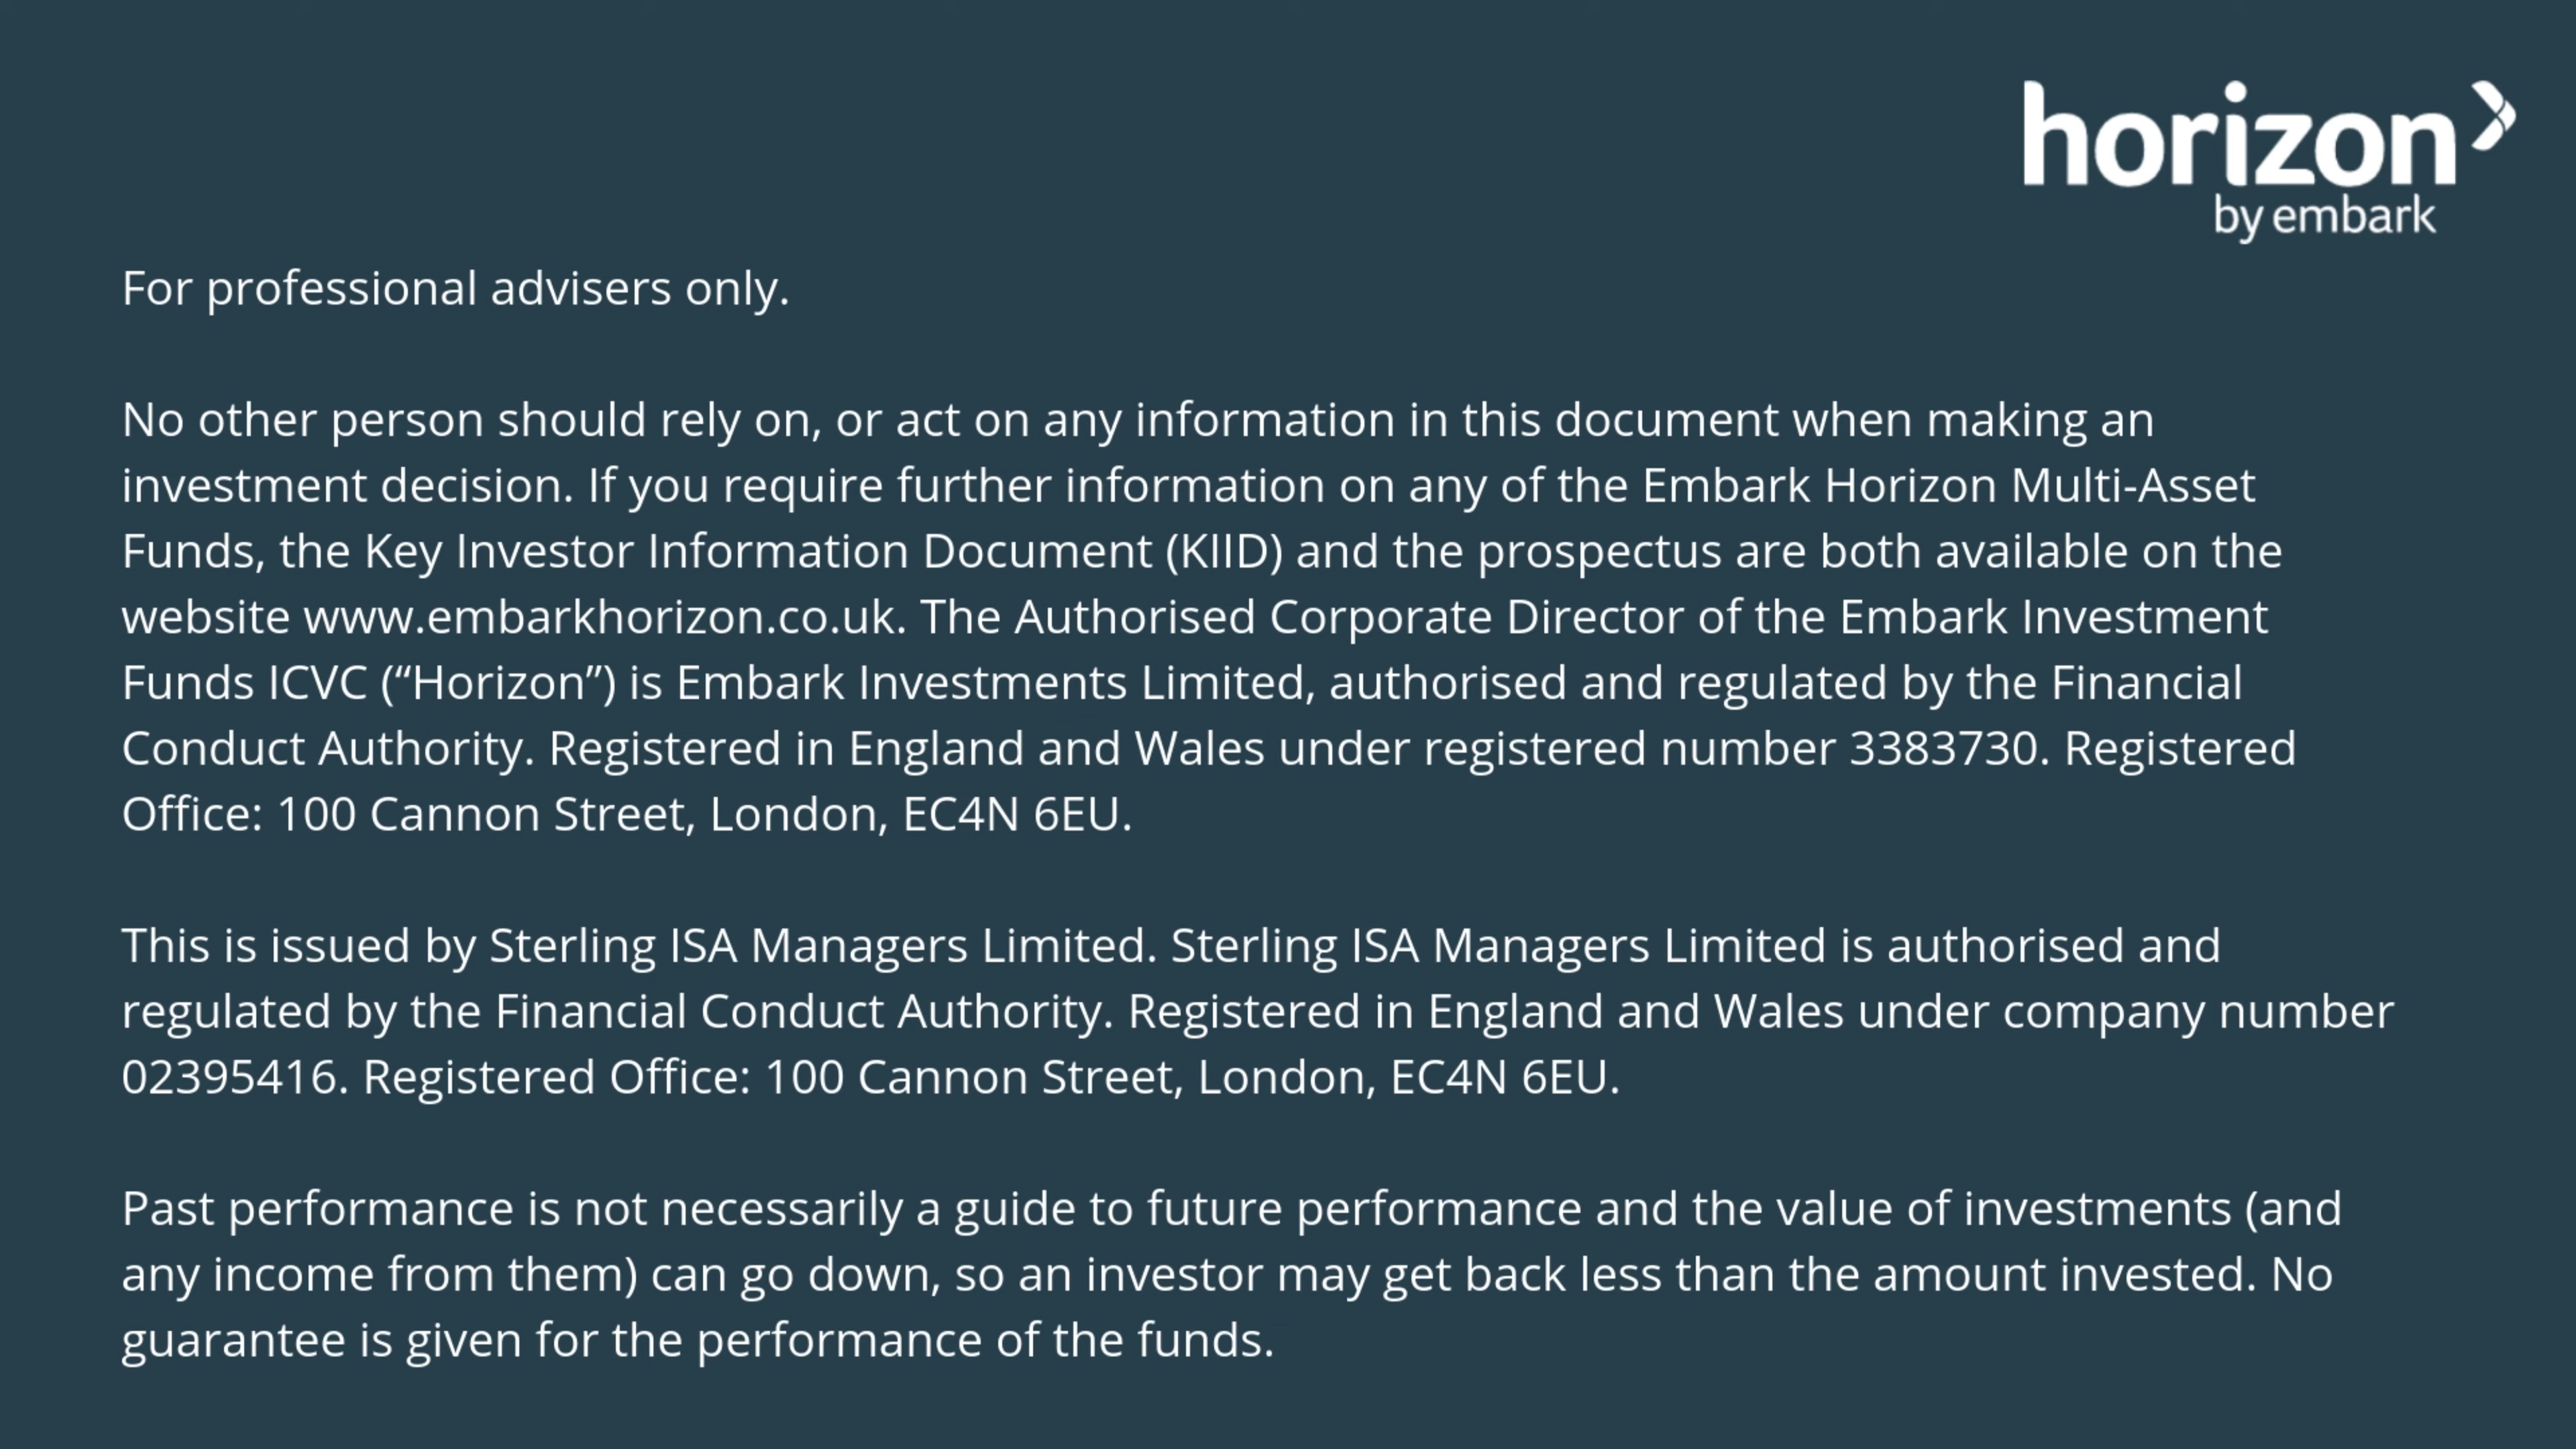 horizon
by embark
For professional advisers only.
No other person should rely on, or act on any information in this document when making an
investment decision. If you require further information on any of the Embark Horizon Multi-Asset
Funds, the Key Investor Information Document (KIID) and the prospectus are both available on the
website www.embarkhorizon.co.uk. The Authorised Corporate Director of the Embark Investment
Funds ICVC (“Horizon”) is Embark Investments Limited, authorised and regulated by the Financial
Conduct Authority. Registered in England and Wales under registered number 3383730. Registered
Office: 100 Cannon Street, London, EC4N 6EU.
This is issued by Sterling ISA Managers Limited. Sterling ISA Managers Limited is authorised and
regulated by the Financial Conduct Authority. Registered in England and Wales under company number
02395416. Registered Office: 100 Cannon Street, London, EC4N 6EU.
Past performance is not necessarily a guide to future performance and the value of investments (and
any income from them) can go down, so an investor may get back less than the amount invested. No
guarantee is given for the performance of the funds.